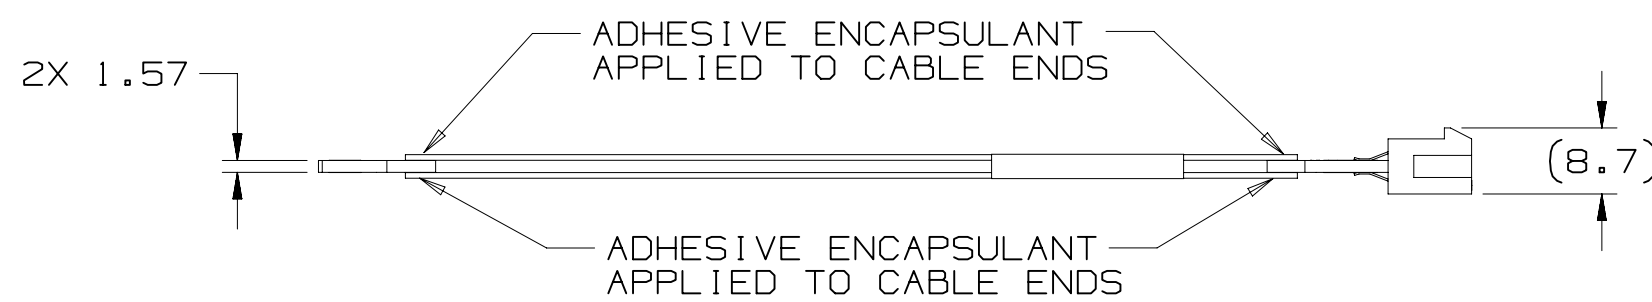 ADHESIVE ENCAPSULANT
APPLIED TO CABLE ENDS
2X 1.57
(8.7)
ADHESIVE ENCAPSULANT
APPLIED TO CABLE ENDS